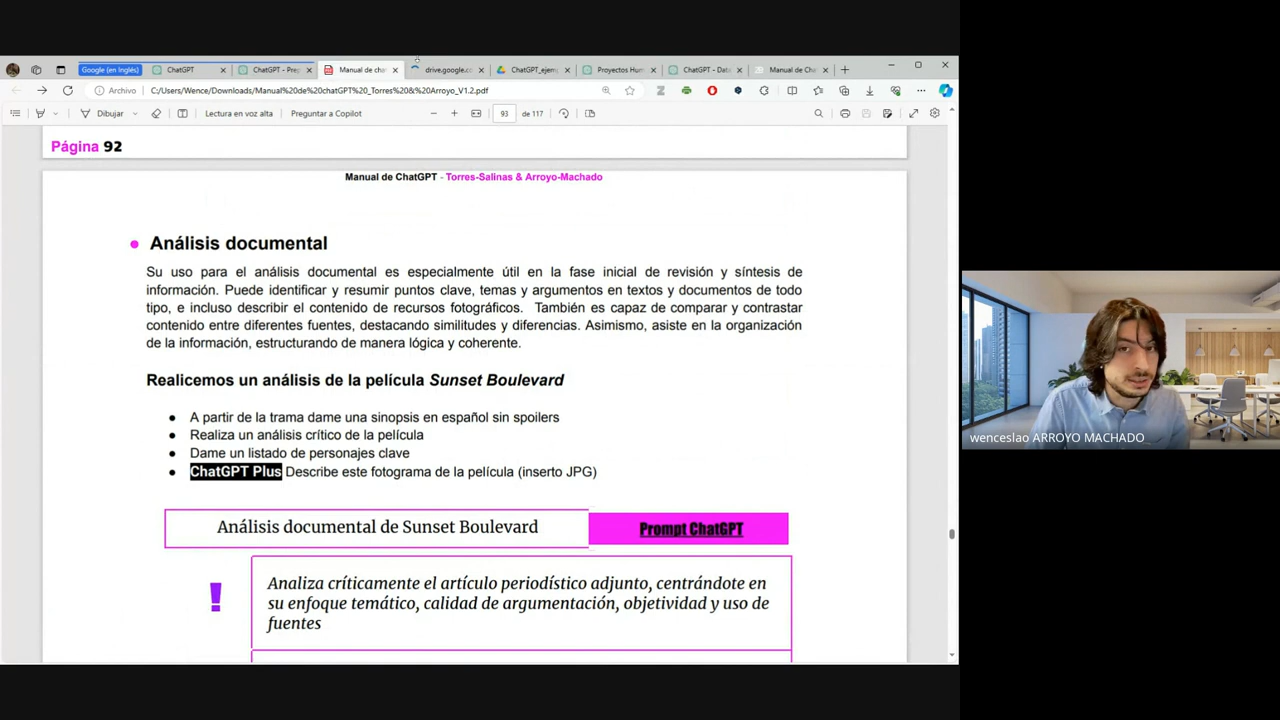 Google (en Inglés)
ChatGPT
ChatGPT - Prep
Manual de cha
drive.google.co
ChatGPT_ejem
Proyectos Hum
ChatGPT - Date
Manual de Ch
Archivo
C:/Users/Wence/Downloads/Manual%20de%20chatGPT%20_Torres%20&%20Arroyo_V1.2.pdf
Dibujar
Lectura en voz alta
Preguntar a Copilot
93
de 117
Página 92
Manual de ChatGPT - Torres-Salinas & Arroyo-Machado
● Análisis documental
Su uso para el análisis documental es especialmente útil en la fase inicial de revisión y síntesis de
información. Puede identificar y resumir puntos clave, temas y argumentos en textos y documentos de todo
tipo, e incluso describir el contenido de recursos fotográficos. También es capaz de comparar y contrastar
contenido entre diferentes fuentes, destacando similitudes y diferencias. Asimismo, asiste en la organización
de la información, estructurando de manera lógica y coherente.
Realicemos un análisis de la película Sunset Boulevard
● A partir de la trama dame una sinopsis en español sin spoilers
● Realiza un análisis crítico de la película
● Dame un listado de personajes clave
● ChatGPT Plus Describe este fotograma de la película (inserto JPG)
Análisis documental de Sunset Boulevard
Prompt ChatGPT
!
Analiza críticamente el artículo periodístico adjunto, centrándote en
su enfoque temático, calidad de argumentación, objetividad y uso de
fuentes
wenceslao ARROYO MACHADO